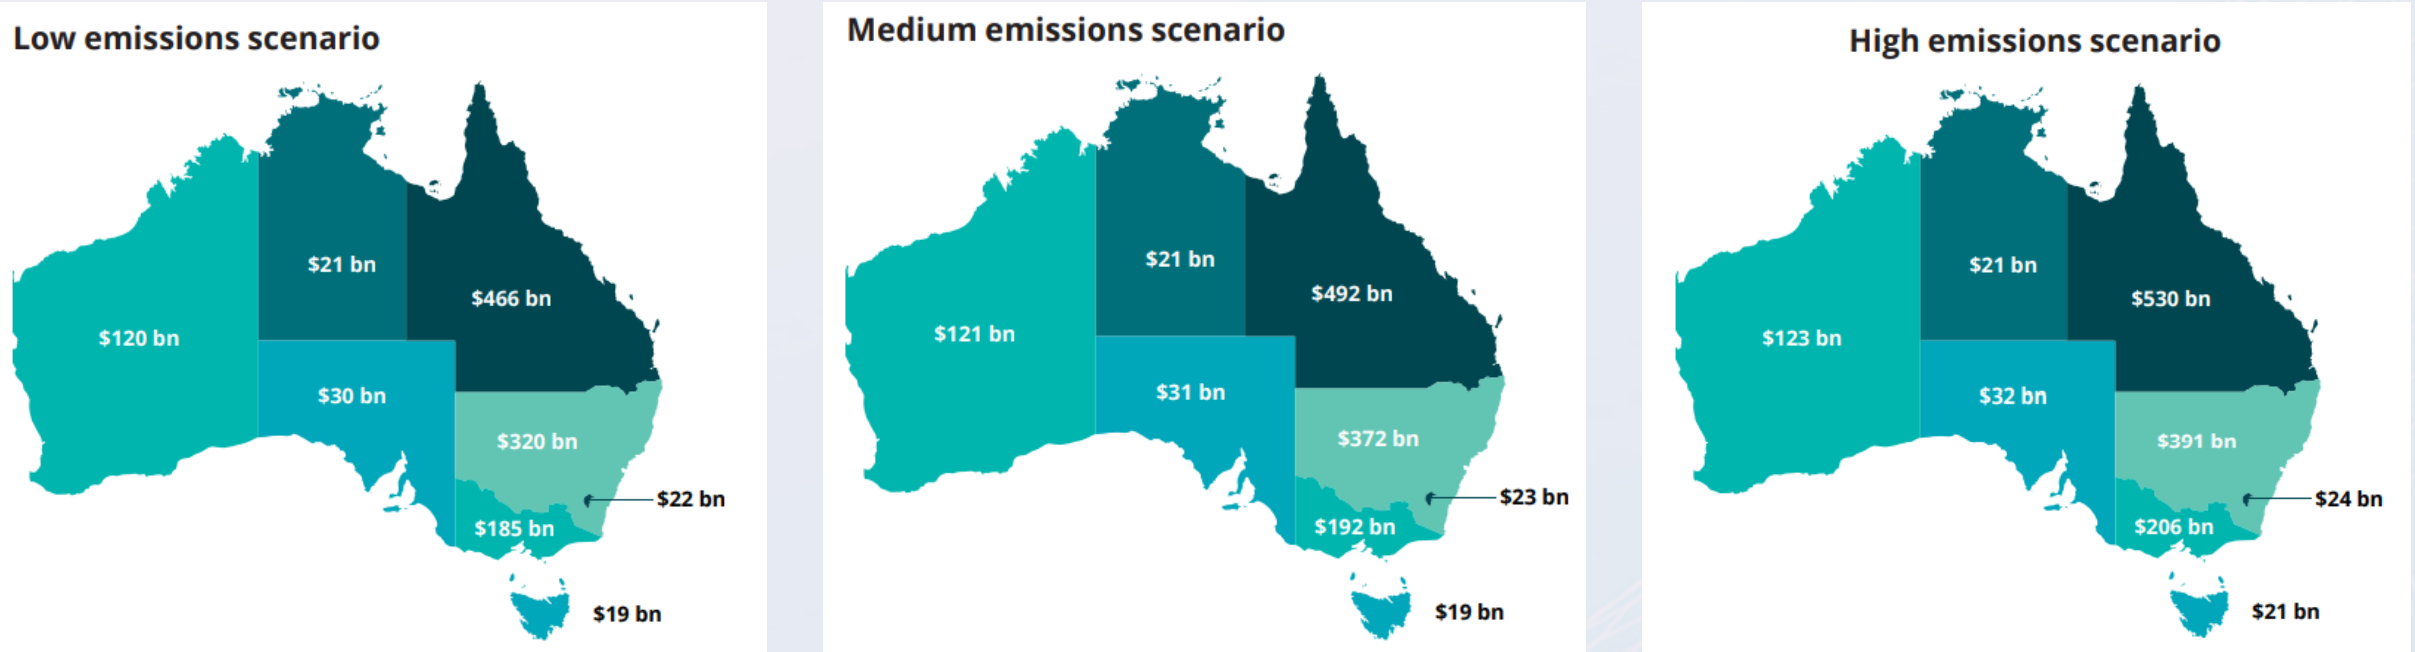 Low emissions scenario
$21 bn
$466 bn
$120 bn
$30 bn
$320 bn
$22 bn
$185 bn
$19 bn
Medium emissions scenario
$21 bn
$492 bn
$121 bn
$31 bn
$372 bn
$23 bn
$192 bn
$19 bn
High emissions scenario
$21 bn
$530 bn
$123 bn
$32 bn
$391 bn
$24 bn
$206 bn
$21 bn